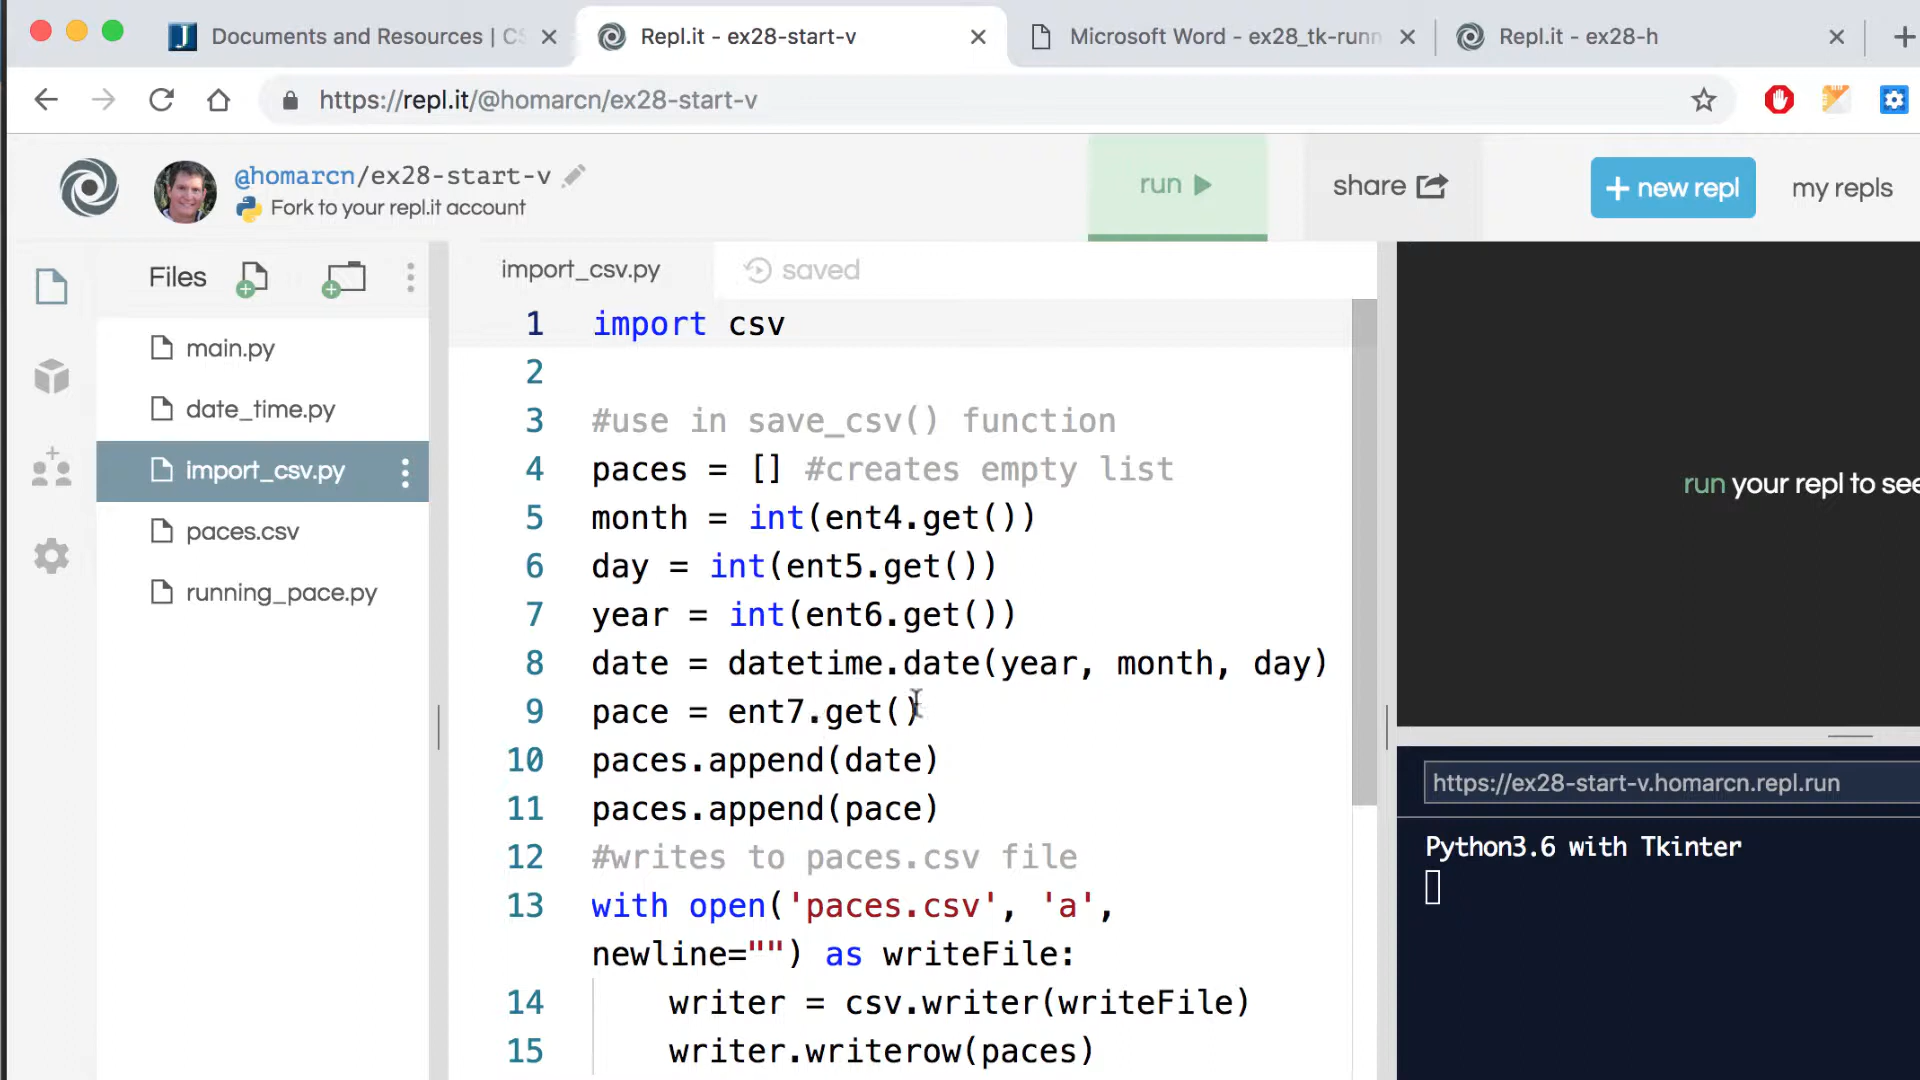 Documents and Resources | CS
Repl.it - ex28-start-v
Microsoft Word - ex28_tk-runn
Repl.it - ex28-h
https://repl.it/@homarcn/ex28-start-v
@homarcn/ex28-start-v
Fork to your repl.it account
run
share
+ new repl
my repls
Files
main.py
date_time.py
import_csv.py
paces.csv
running_pace.py
import_csv.py
saved
1 import csv
2
3 #use in save_csv() function
4 paces = [] #creates empty list
5 month = int(ent4.get())
6 day = int(ent5.get())
7 year = int(ent6.get())
8 date = datetime.date(year, month, day)
9 pace = ent7.get()
10 paces.append(date)
11 paces.append(pace)
12 #writes to paces.csv file
13 with open('paces.csv', 'a',
newline="") as writeFile:
14 writer = csv.writer(writeFile)
15 writer.writerow(paces)
run your repl to see
https://ex28-start-v.homarcn.repl.run
Python3.6 with Tkinter